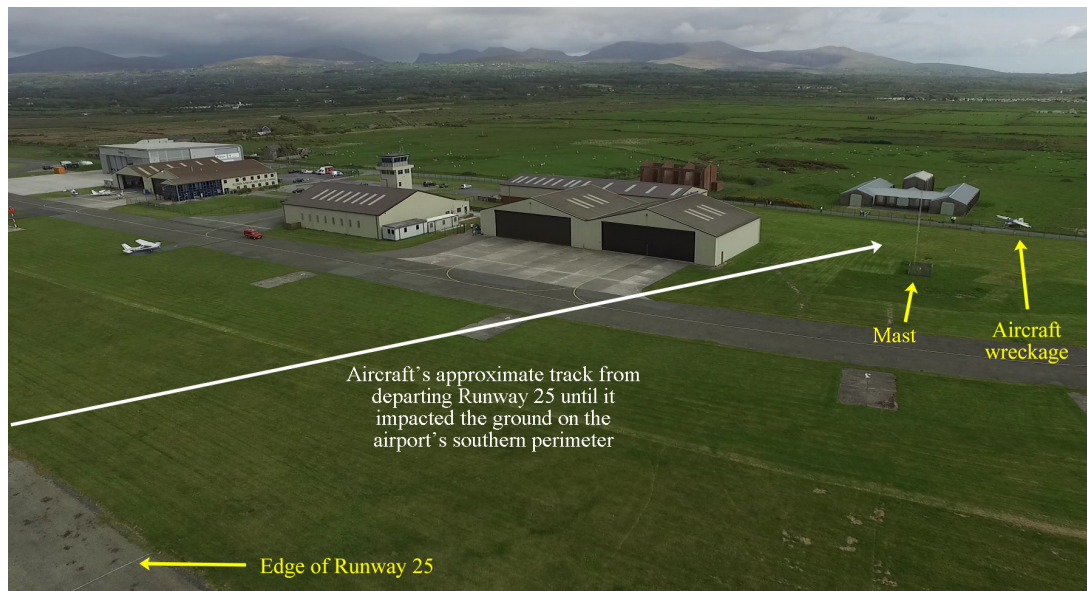 Mast
Aircraft
wreckage
Aircraft’s approximate track from
departing Runway 25 until it
impacted the ground on the
airport’s southern perimeter
Edge of Runway 25